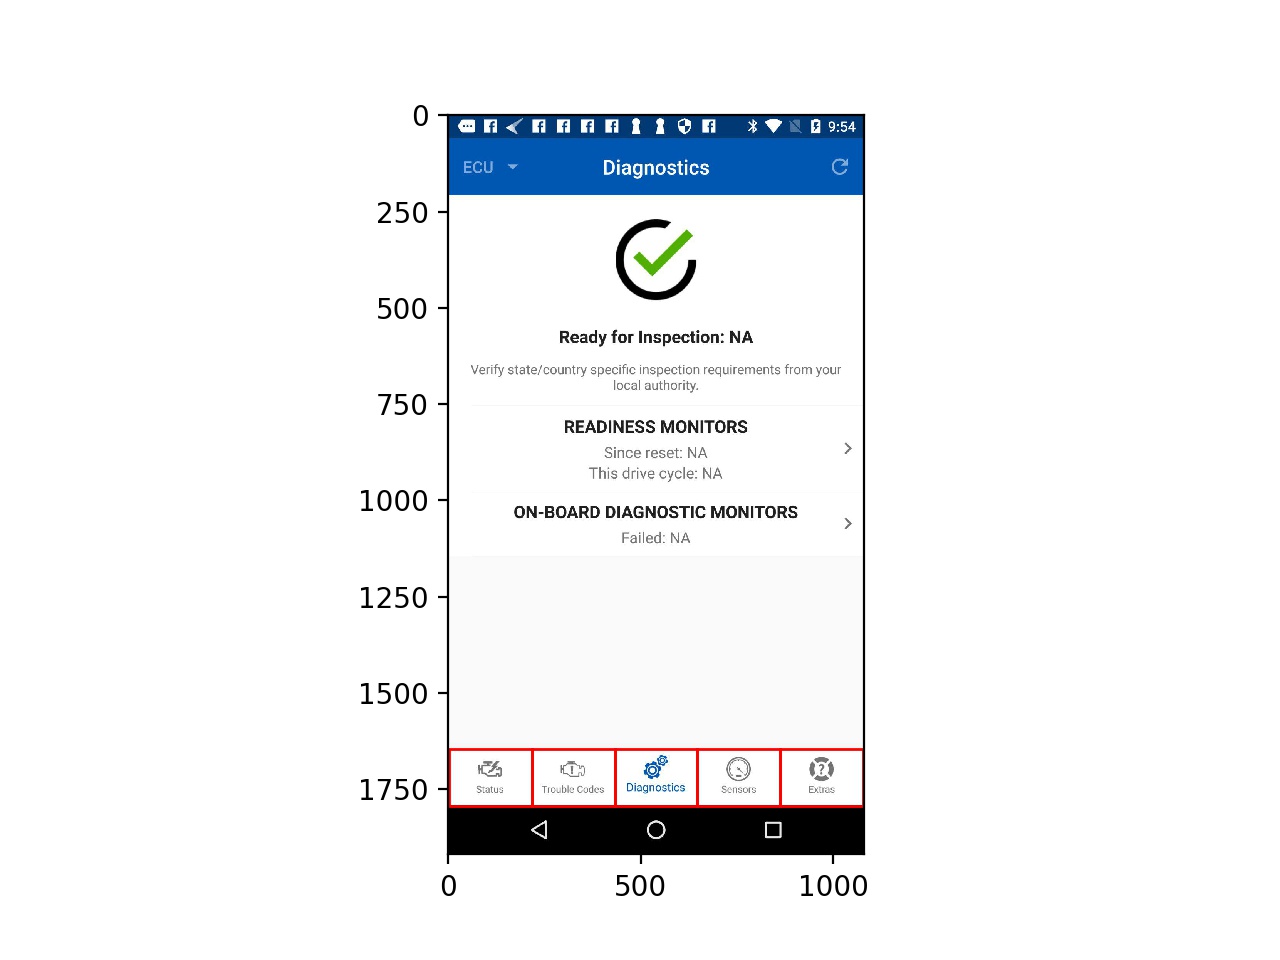 0
9:54
ECU
Diagnostics
250
500
Ready for Inspection: NA
Verify state/country specific inspection requirements from your
local authority.
750
READINESS MONITORS
Since reset: NA
This drive cycle: NA
1000
ON-BOARD DIAGNOSTIC MONITORS
Failed: NA
1250
1500
1750
Status
Trouble Codes
Diagnostics
Sensors
Extras
0
500
1000